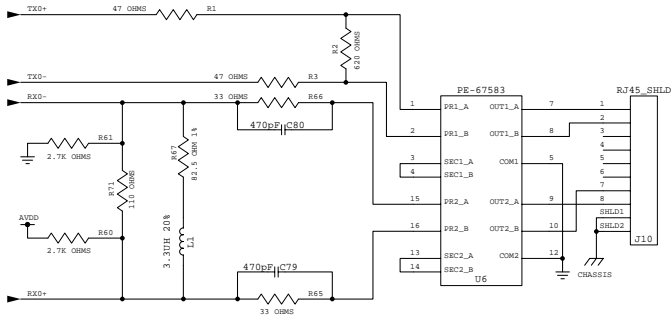 TX0+ 47 OHMS R1
R2
620 OHMS
TX0- 47 OHMS R3
RX0- 33 OHMS R66
470pF C80
R61
2.7K OHMS
R71
110 OHMS
R67
82.5 OHM 1%
AVDD
R60
2.7K OHMS
3.3UH 20%
L1
470pF C79
RX0+ R65
33 OHMS
PE-67583
1 PR1_A OUT1_A 7
2 PR1_B OUT1_B 8
3 SEC1_A COM1 5
4 SEC1_B
15 PR2_A OUT2_A 9
16 PR2_B OUT2_B 10
13 SEC2_A COM2 12
14 SEC2_B
U6
RJ45_SHLD
1
2
3
4
5
6
7
8
SHLD1
SHLD2
J10
CHASSIS